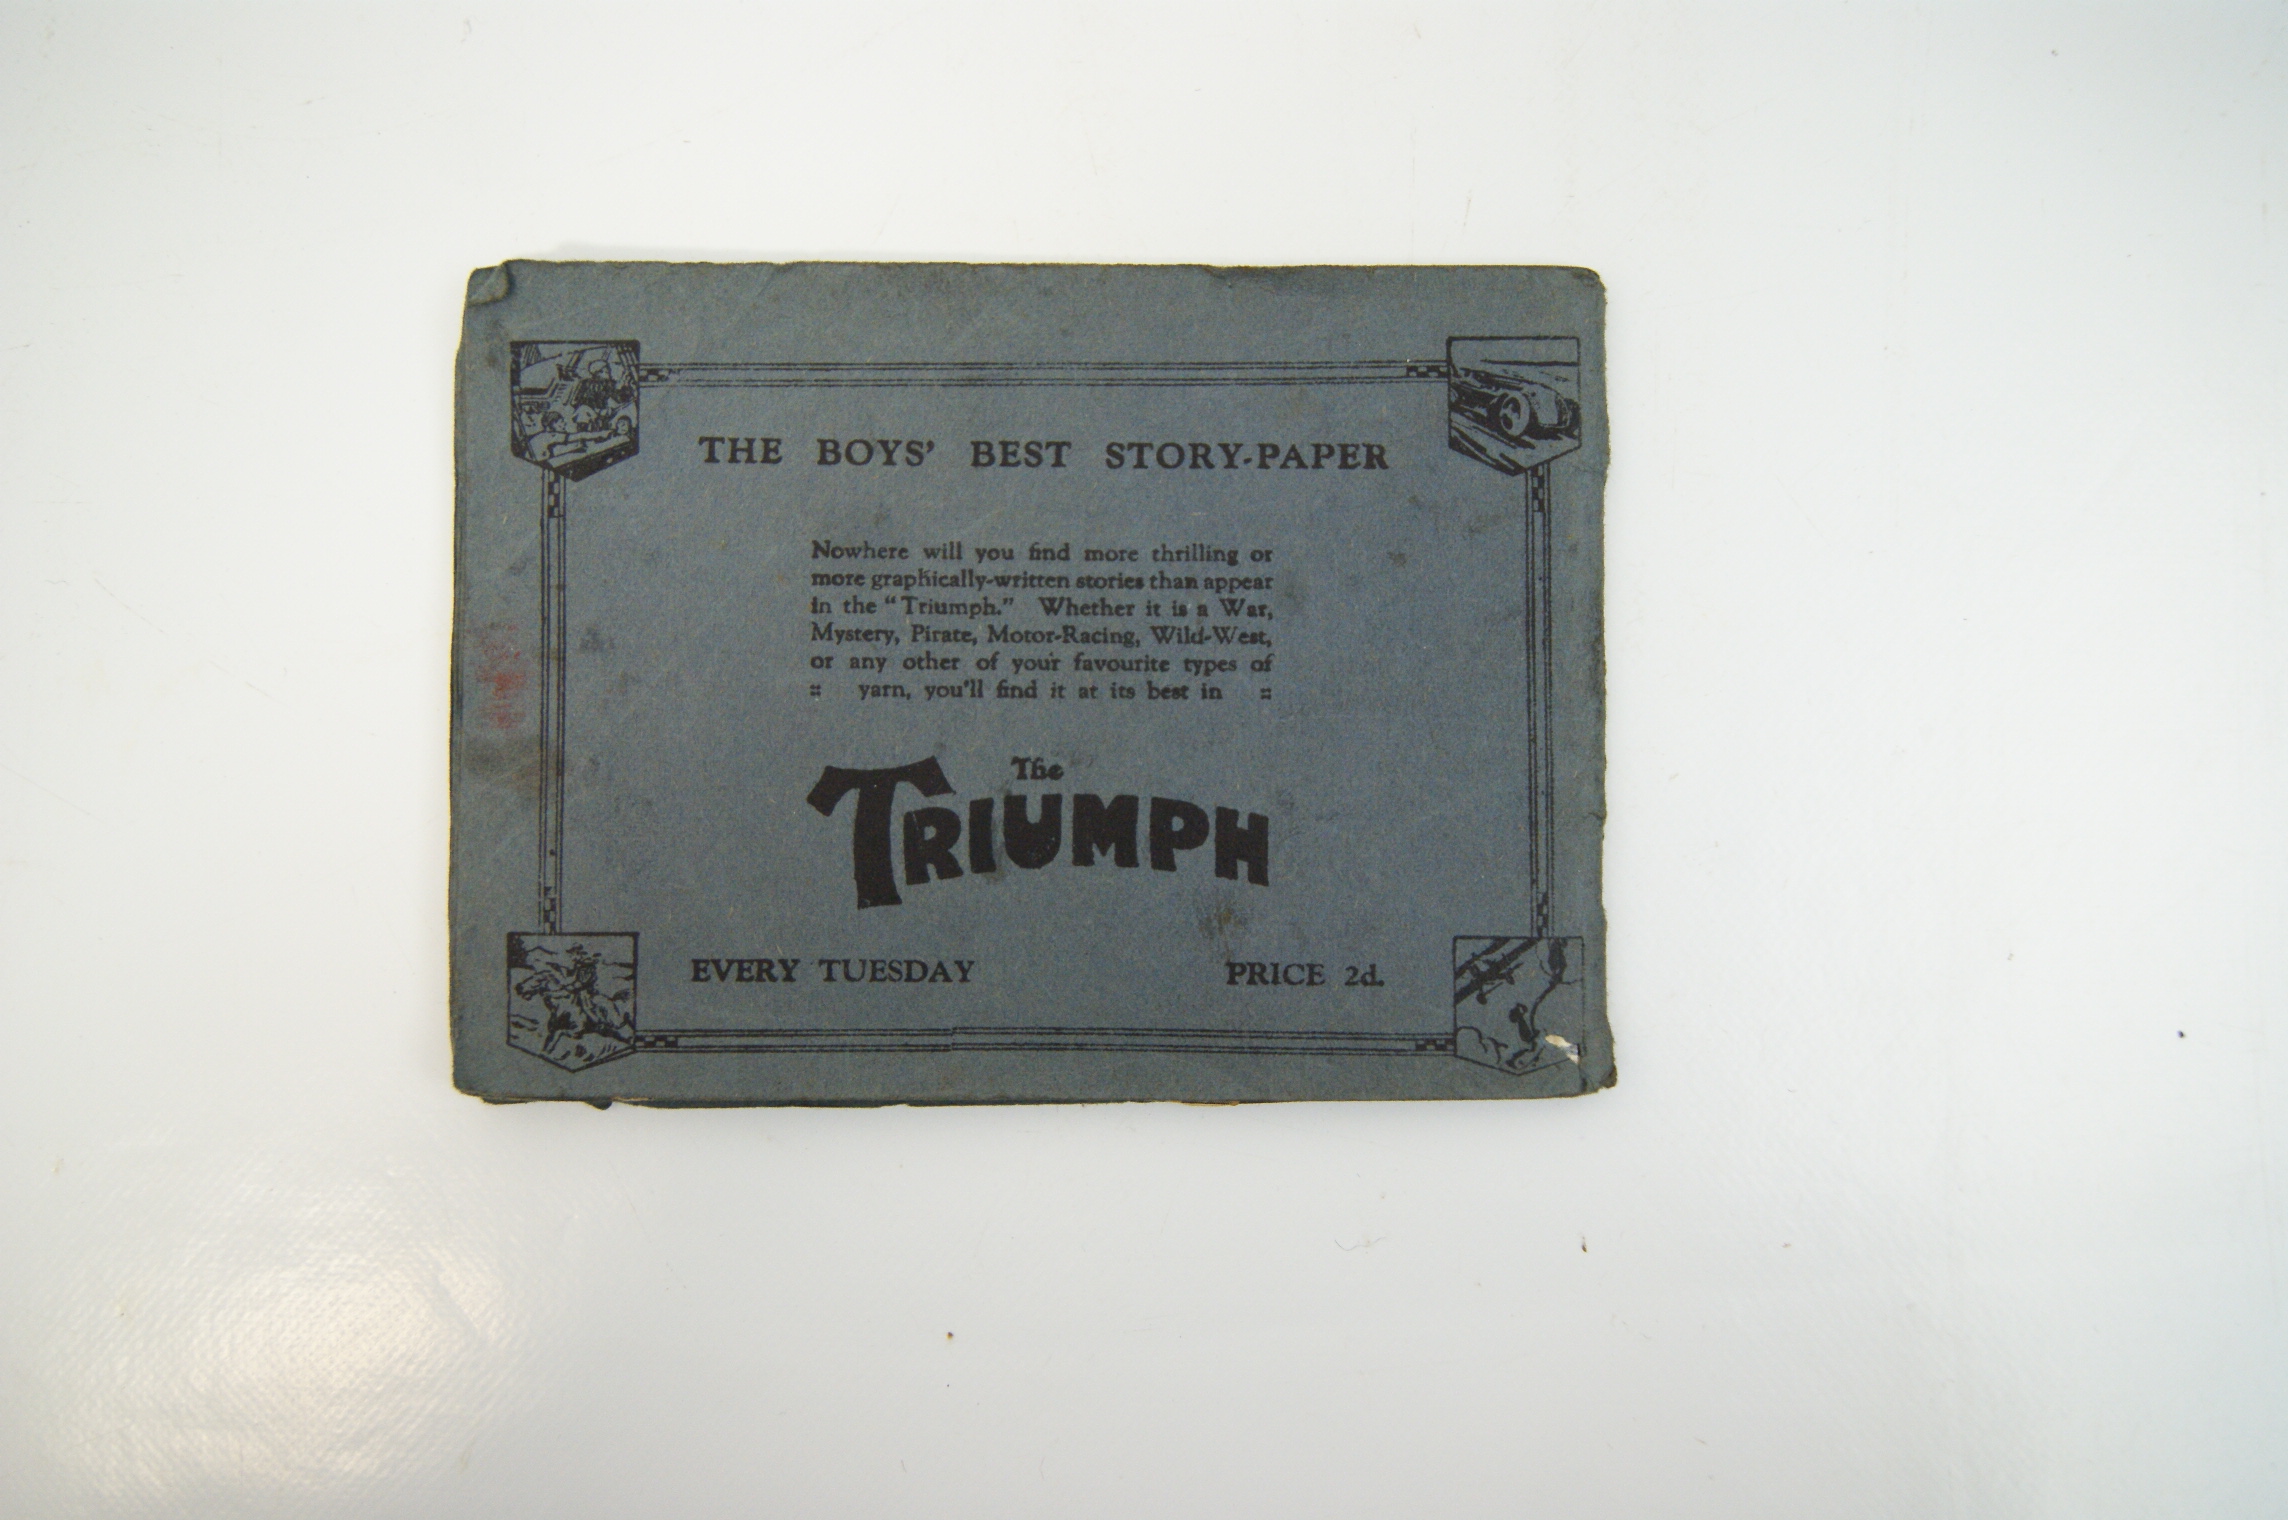 THE BOYS' BEST STORY-PAPER
Nowhere will you find more thrilling or
more graphically-written stories than appear
in the "Triumph." Whether it is a War,
Mystery, Pirate, Motor-Racing, Wild-West,
or any other of your favourite types of
:: yarn, you'll find it at its best in ::
The
TRIUMPH
EVERY TUESDAY PRICE 2d.